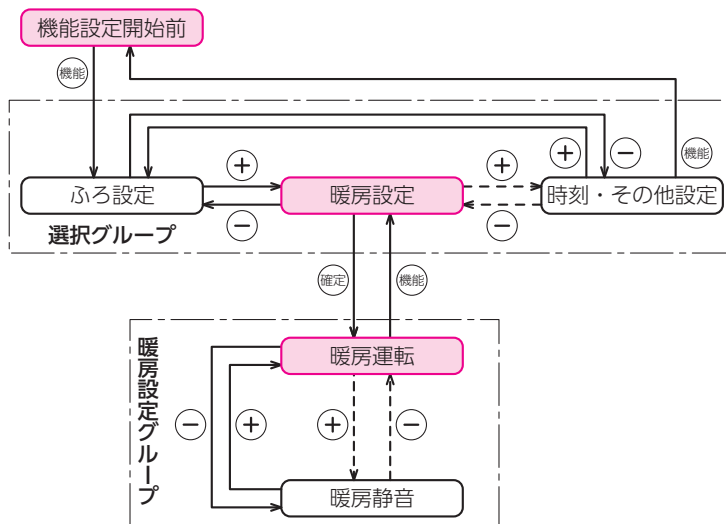 機能設定開始前
機能
＋
－
機能
＋
＋
ふろ設定
暖房設定
時刻・その他設定
－
－
選択グループ
確定
機能
暖房設定グループ
暖房運転
－
＋
＋
－
暖房静音